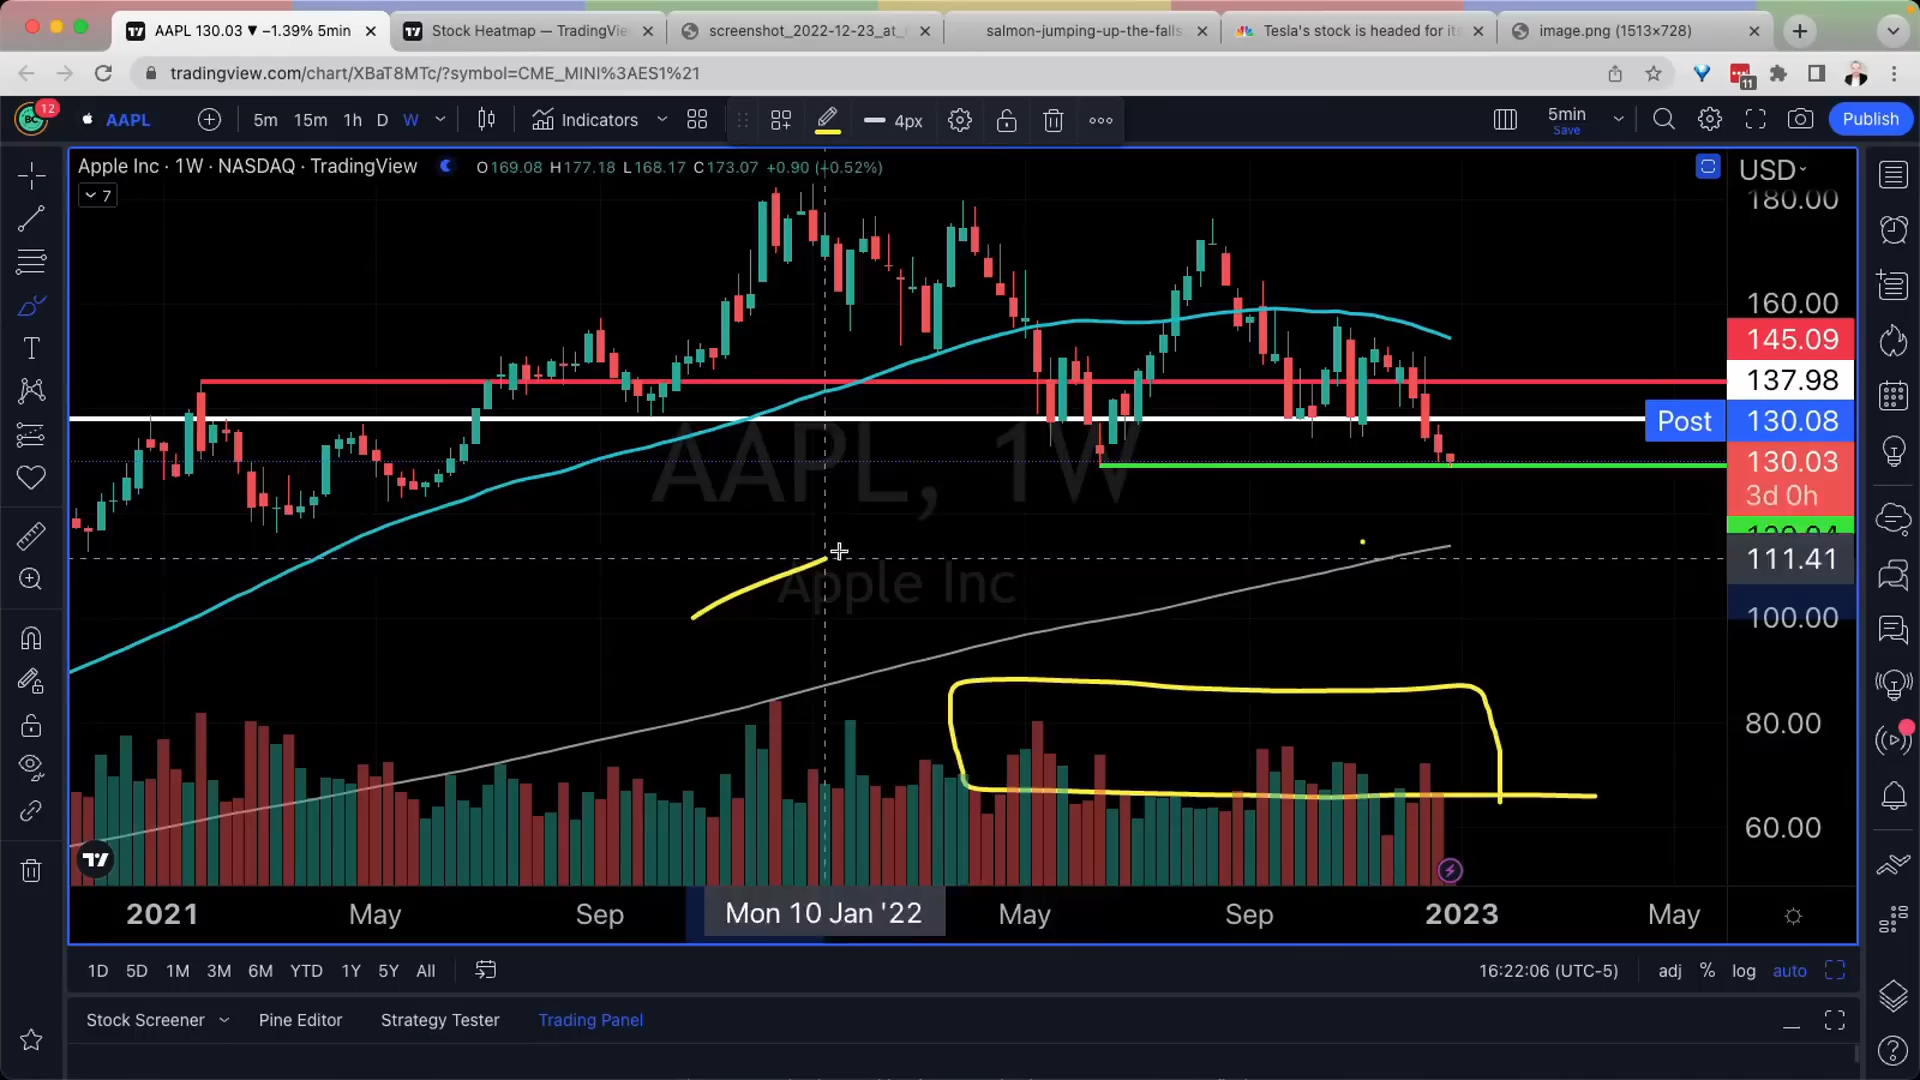 AAPL 130.03 ▼ −1.39% 5min
Stock Heatmap — TradingVie
screenshot_2022-12-23_at_
salmon-jumping-up-the-falls
Tesla's stock is headed for its
image.png (1513×728)
tradingview.com/chart/XBaT8MTc/?symbol=CME_MINI%3AES1%21
11
12
AAPL
5m 15m 1h D W
Indicators
4px
5min
Save
Publish
Apple Inc · 1W · NASDAQ · TradingView
O169.08 H177.18 L168.17 C173.07 +0.90 (+0.52%)
7
USD
180.00
160.00
145.09
137.98
Post 130.08
130.03
3d 0h
111.41
100.00
80.00
60.00
AAPL, 1W
Apple Inc
2021 May Sep Mon 10 Jan '22 May Sep 2023 May
1D 5D 1M 3M 6M YTD 1Y 5Y All
16:22:06 (UTC-5) adj % log auto
Stock Screener Pine Editor Strategy Tester Trading Panel